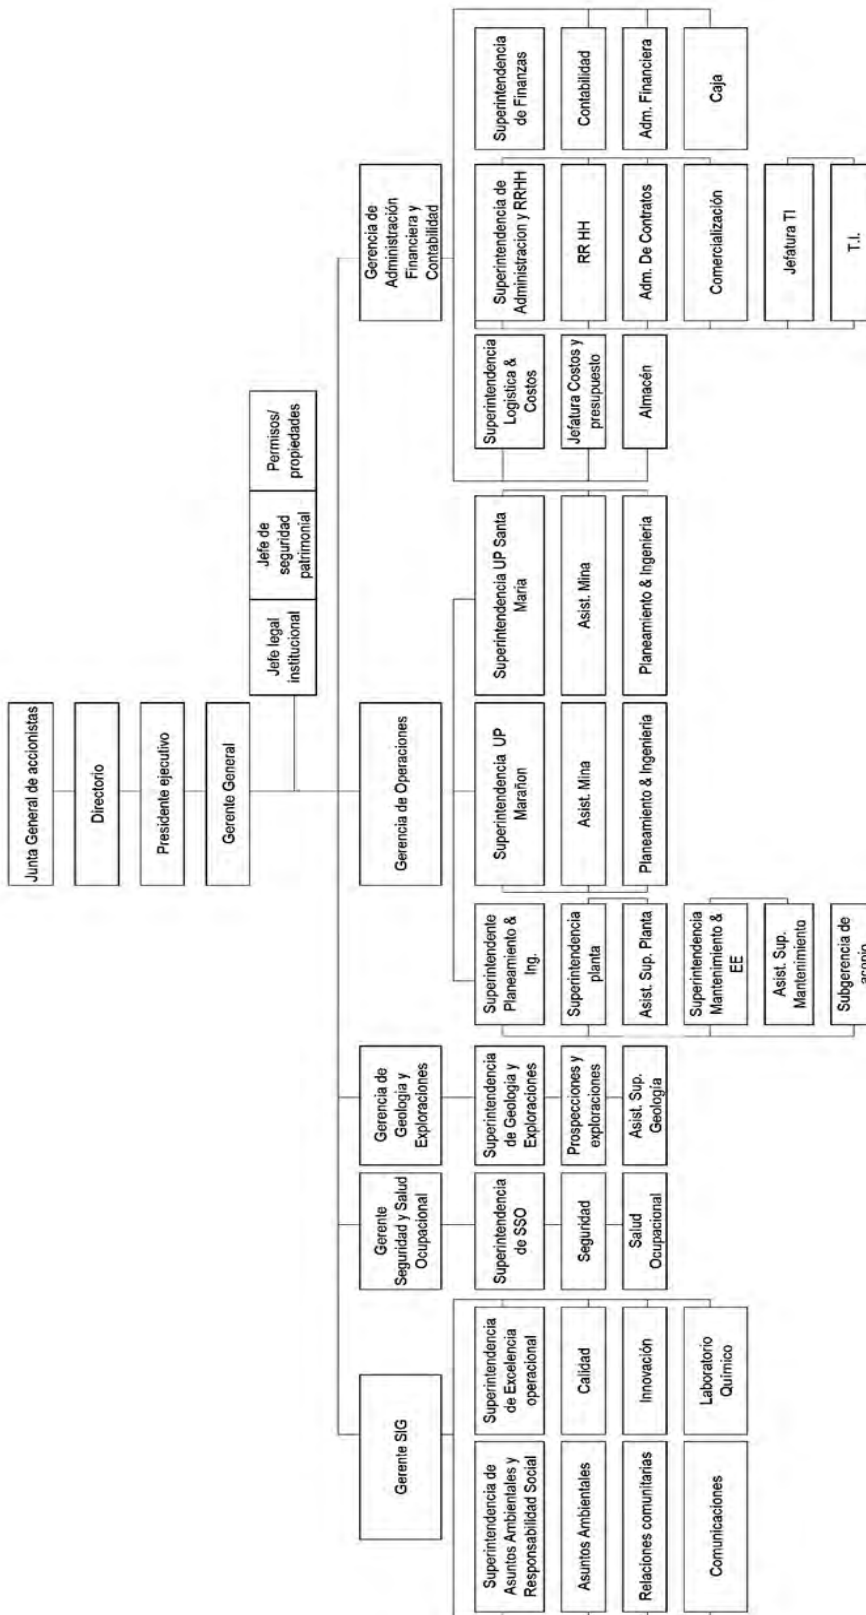 Junta General de accionistas
Directorio
Presidente ejecutivo
Gerente General
Jefe legal
institucional
Jefe de
seguridad
patrimonial
Permisos/
propiedades
Gerente SIG
Gerente
Seguridad y Salud
Ocupacional
Gerencia de
Geología y
Exploraciones
Gerencia de Operaciones
Gerencia de
Administración
Financiera y
Contabilidad
Superintendencia de
Asuntos Ambientales y
Responsabilidad Social
Asuntos Ambientales
Relaciones comunitarias
Comunicaciones
Superintendencia
de Excelencia
operacional
Calidad
Innovación
Laboratorio
Químico
Superintendencia
de SSO
Seguridad
Salud
Ocupacional
Superintendencia
de Geología y
Exploraciones
Prospecciones y
exploraciones
Asist. Sup.
Geología
Superintendente
Planeamiento &
Ing.
Superintendencia
planta
Asist. Sup. Planta
Superintendencia
Mantenimiento &
EE
Asist. Sup.
Mantenimiento
Subgerencia de
acopio
Superintendencia UP
Marañon
Asist. Mina
Planeamiento & Ingeniería
Superintendencia UP Santa
Maria
Asist. Mina
Planeamiento & Ingeniería
Superintendencia
Logistica &
Costos
Jefatura Costos y
presupuesto
Almacén
Superintendencia de
Administracion y RRHH
RR HH
Adm. De Contratos
Comercialización
Jefatura TI
T.I.
Superintendencia
de Finanzas
Contabilidad
Adm. Financiera
Caja